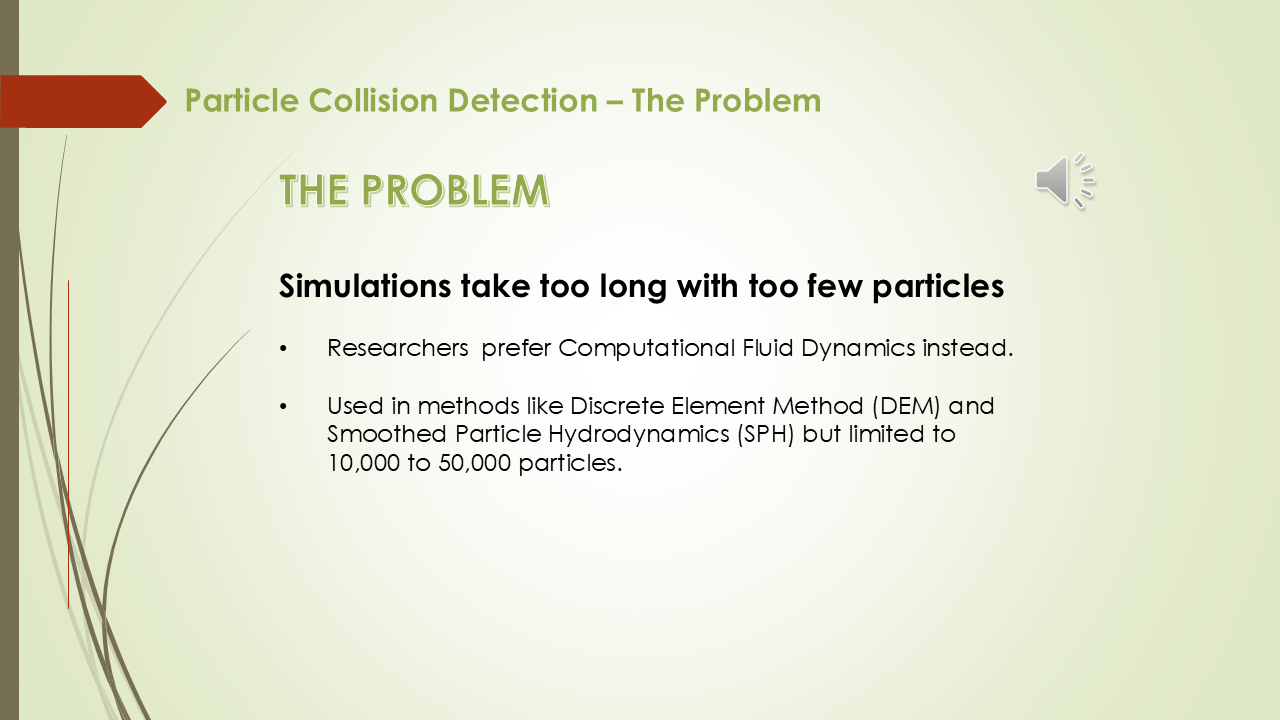 Particle Collision Detection – The Problem
THE PROBLEM
Simulations take too long with too few particles
• Researchers  prefer Computational Fluid Dynamics instead.
• Used in methods like Discrete Element Method (DEM) and
Smoothed Particle Hydrodynamics (SPH) but limited to
10,000 to 50,000 particles.